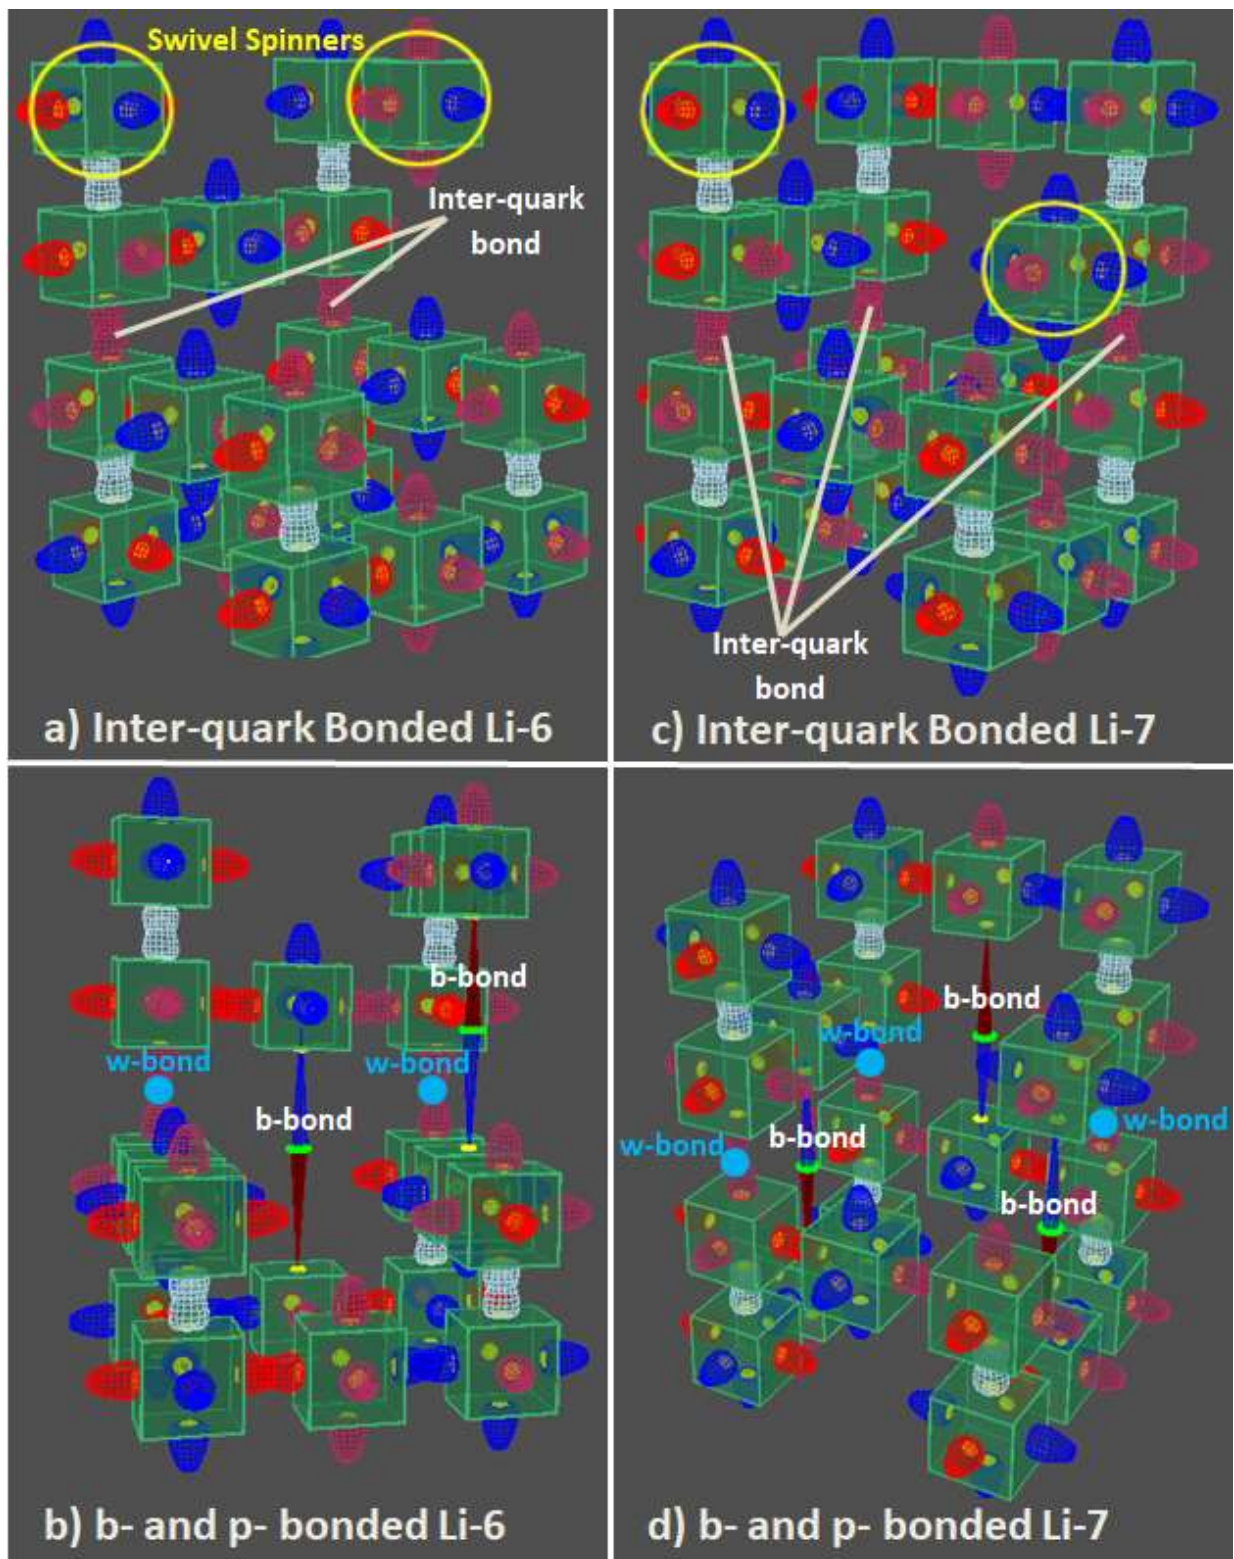 Swivel Spinners
Inter-quark
bond
a) Inter-quark Bonded Li-6
Inter-quark
bond
c) Inter-quark Bonded Li-7
b-bond
w-bond
w-bond
b-bond
b) b- and p- bonded Li-6
b-bond
w-bond
w-bond
b-bond
w-bond
b-bond
d) b- and p- bonded Li-7